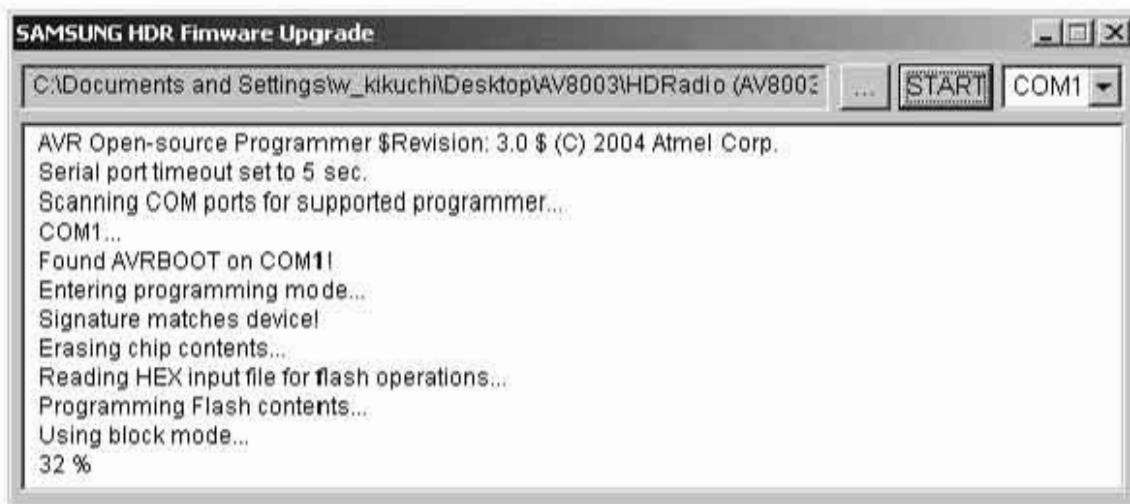 SAMSUNG HDR Fimware Upgrade
C:\Documents and Settings\w_kikuchi\Desktop\AV8003\HDRadio (AV8003 ... START COM1
AVR Open-source Programmer $Revision: 3.0 $ (C) 2004 Atmel Corp.
Serial port timeout set to 5 sec.
Scanning COM ports for supported programmer...
COM1...
Found AVRBOOT on COM1!
Entering programming mode...
Signature matches device!
Erasing chip contents...
Reading HEX input file for flash operations...
Programming Flash contents...
Using block mode...
32 %